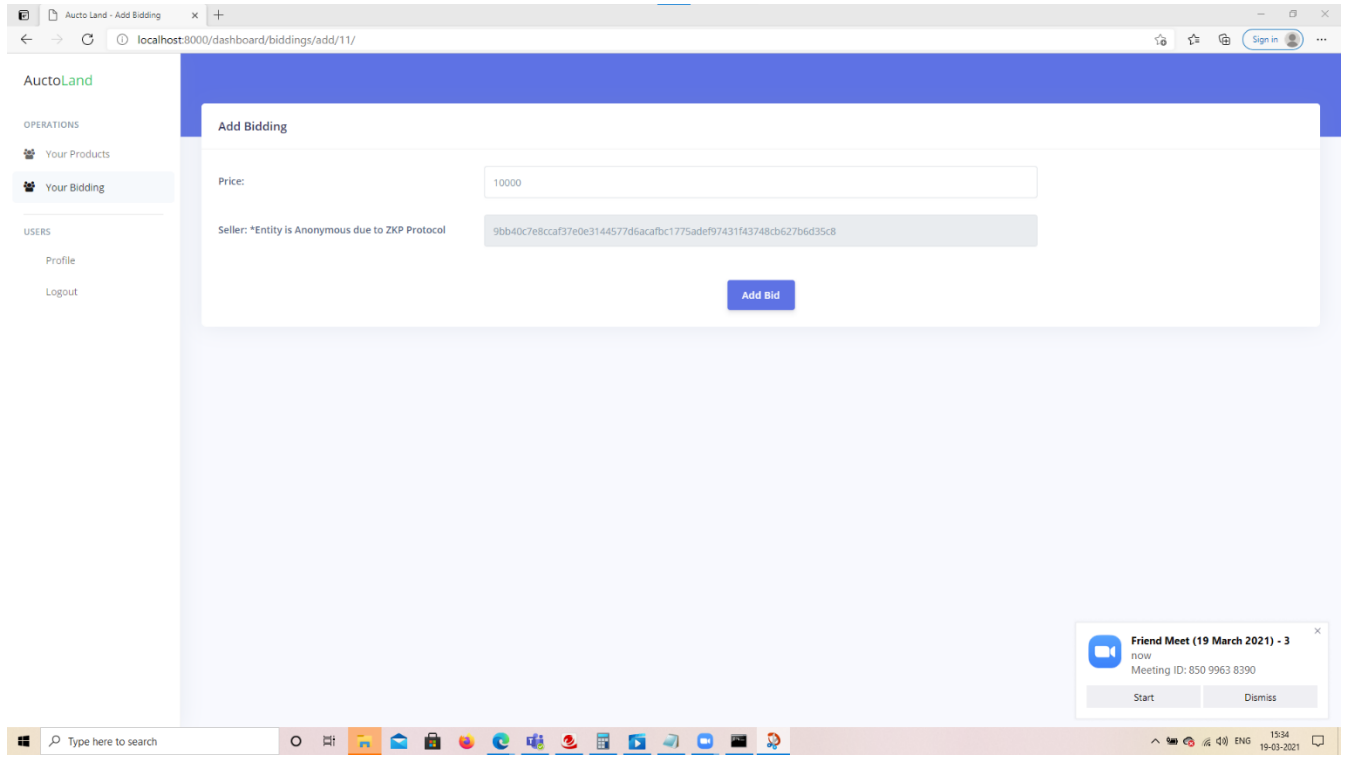 Aucto Land - Add Bidding
localhost:8000/dashboard/biddings/add/11/
Sign in
AuctoLand
OPERATIONS
Your Products
Your Bidding
USERS
Profile
Logout
Add Bidding
Price:
10000
Seller: *Entity is Anonymous due to ZKP Protocol
9bb40c7e8ccaf37e0e3144577d6acafbc1775adef97431f43748cb627b6d35c8
Add Bid
Friend Meet (19 March 2021) - 3
now
Meeting ID: 850 9963 8390
Start Dismiss
Type here to search
ENG
15:34
19-03-2021